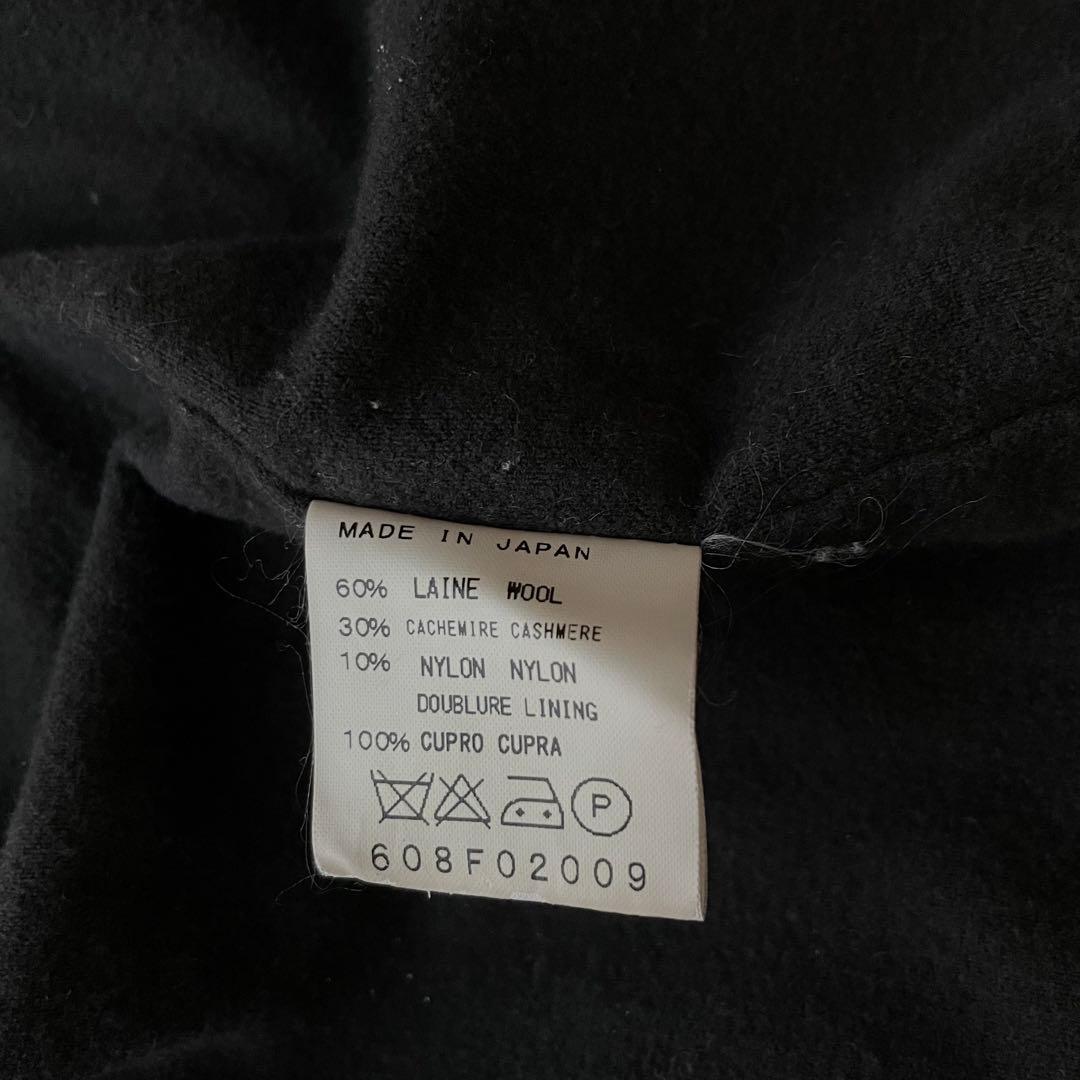 MADE IN JAPAN
60% LAINE WOOL
30% CACHEMIRE CASHMERE
10% NYLON NYLON
DOUBLURE LINING
100% CUPRO CUPRA
P
608F02009